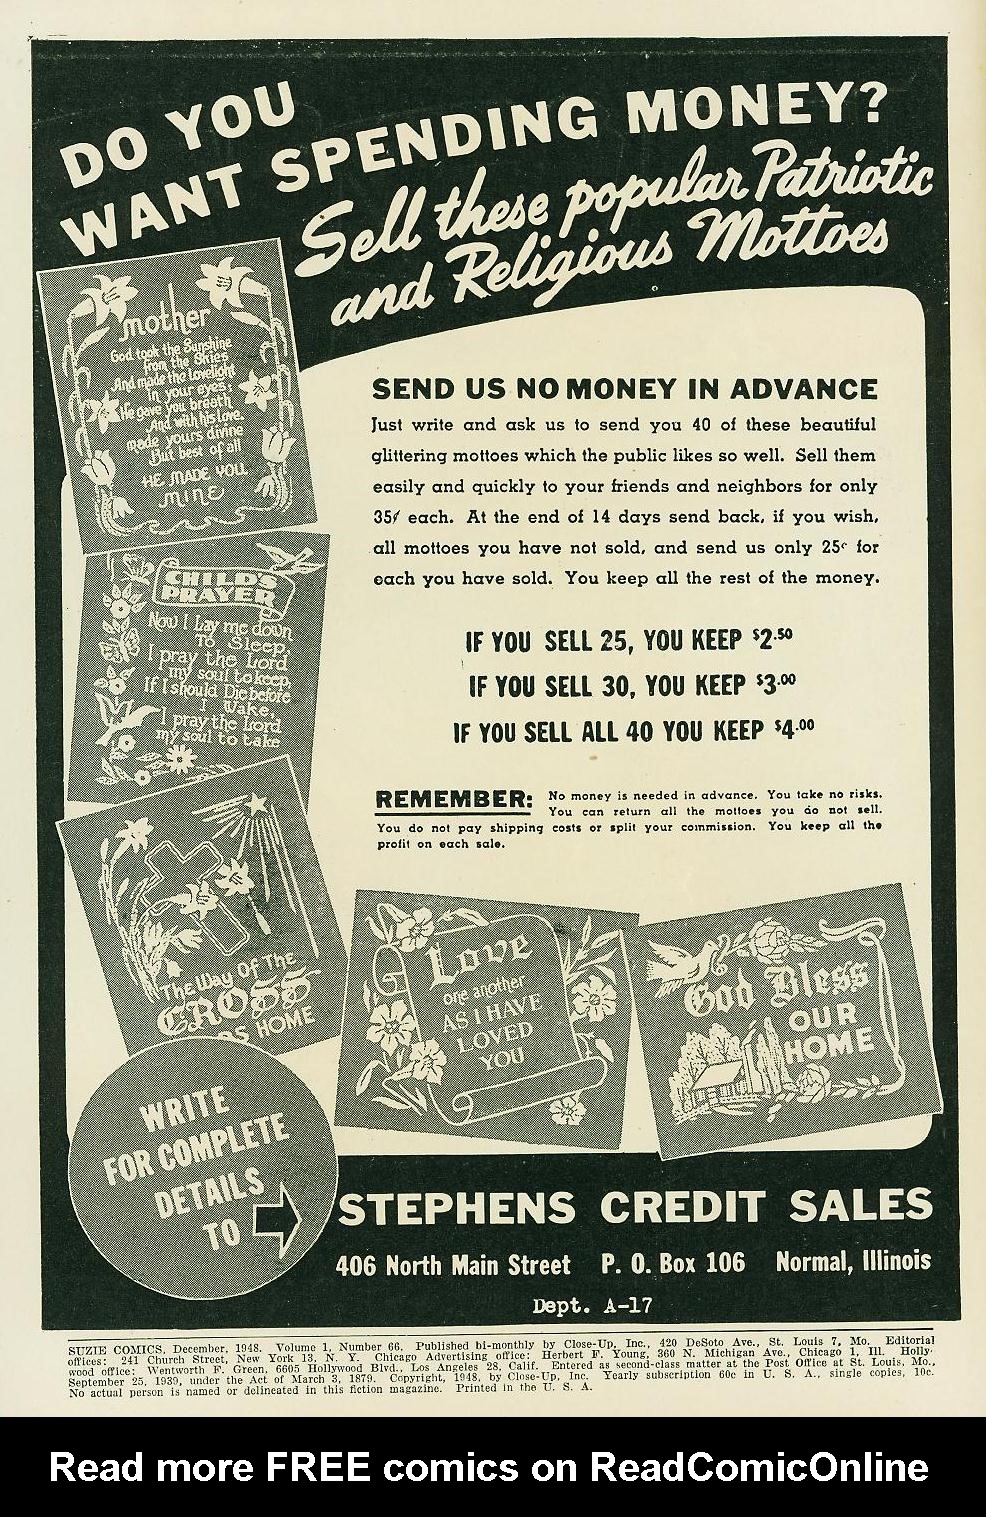 DO YOU
WANT SPENDING MONEY?
Sell these popular Patriotic
and Religious Mottoes
mother
God took the Sunshine
from the Skies
And made the Lovelight
in your eyes,
He gave you breath
And with his love,
made yours divine
But best of all
HE MADE YOU
MINE
CHILD'S
PRAYER
Now I Lay me down
To Sleep,
I pray the Lord
my soul to keep,
If I should Die before
I Wake,
I pray the Lord
my soul to take
The Way Of The
CROSS
HOME
SEND US NO MONEY IN ADVANCE
Just write and ask us to send you 40 of these beautiful
glittering mottoes which the public likes so well. Sell them
easily and quickly to your friends and neighbors for only
35¢ each. At the end of 14 days send back, if you wish,
all mottoes you have not sold, and send us only 25c for
each you have sold. You keep all the rest of the money.
IF YOU SELL 25, YOU KEEP $2.50
IF YOU SELL 30, YOU KEEP $3.00
IF YOU SELL ALL 40 YOU KEEP $4.00
REMEMBER: No money is needed in advance. You take no risks.
You can return all the mottoes you do not sell.
You do not pay shipping costs or split your commission. You keep all the
profit on each sale.
Love
one another
AS I HAVE
LOVED
YOU
God Bless
OUR
HOME
WRITE
FOR COMPLETE
DETAILS
TO
STEPHENS CREDIT SALES
406 North Main Street P. O. Box 106 Normal, Illinois
Dept. A-17
SUZIE COMICS, December, 1948. Volume 1, Number 66. Published bi-monthly by Close-Up, Inc., 420 DeSoto Ave., St. Louis 7, Mo. Editorial
offices: 241 Church Street, New York 13, N. Y. Chicago Advertising office: Herbert F. Young, 360 N. Michigan Ave., Chicago 1, Ill. Holly-
wood office: Wentworth F. Green, 6605 Hollywood Blvd., Los Angeles 28, Calif. Entered as second-class matter at the Post Office at St. Louis, Mo.,
September 25, 1939, under the Act of March 3, 1879. Copyright, 1948, by Close-Up, Inc. Yearly subscription 60c in U. S. A., single copies, 10c.
No actual person is named or delineated in this fiction magazine. Printed in the U. S. A.
Read more FREE comics on ReadComicOnline